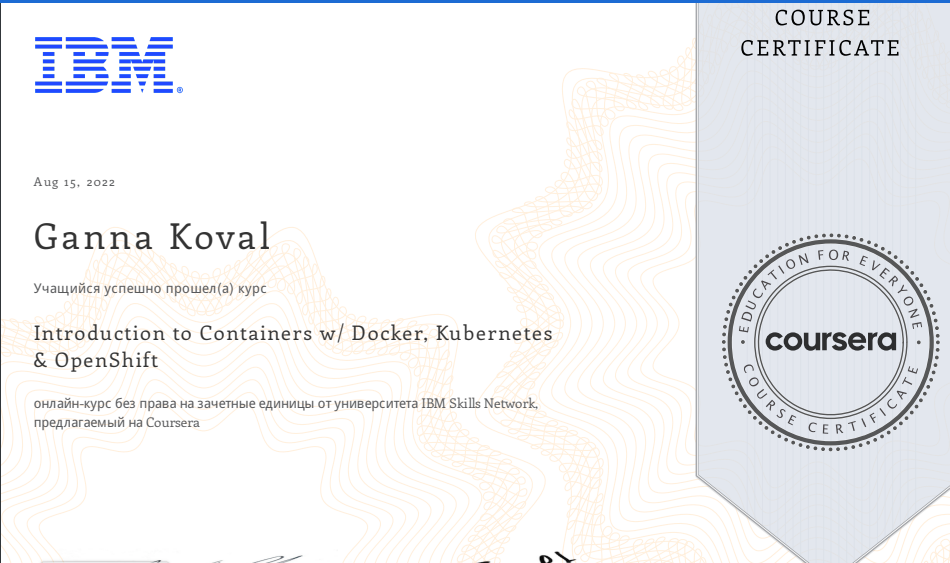 IBM®
COURSE
CERTIFICATE
Aug 15, 2022
Ganna Koval
Учащийся успешно прошел(а) курс
Introduction to Containers w/ Docker, Kubernetes
& OpenShift
онлайн-курс без права на зачетные единицы от университета IBM Skills Network,
предлагаемый на Coursera
EDUCATION FOR EVERYONE
coursera
COURSE CERTIFICATE